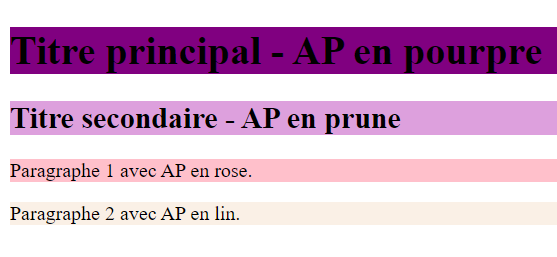 Titre principal - AP en pourpre
Titre secondaire - AP en prune
Paragraphe 1 avec AP en rose.
Paragraphe 2 avec AP en lin.